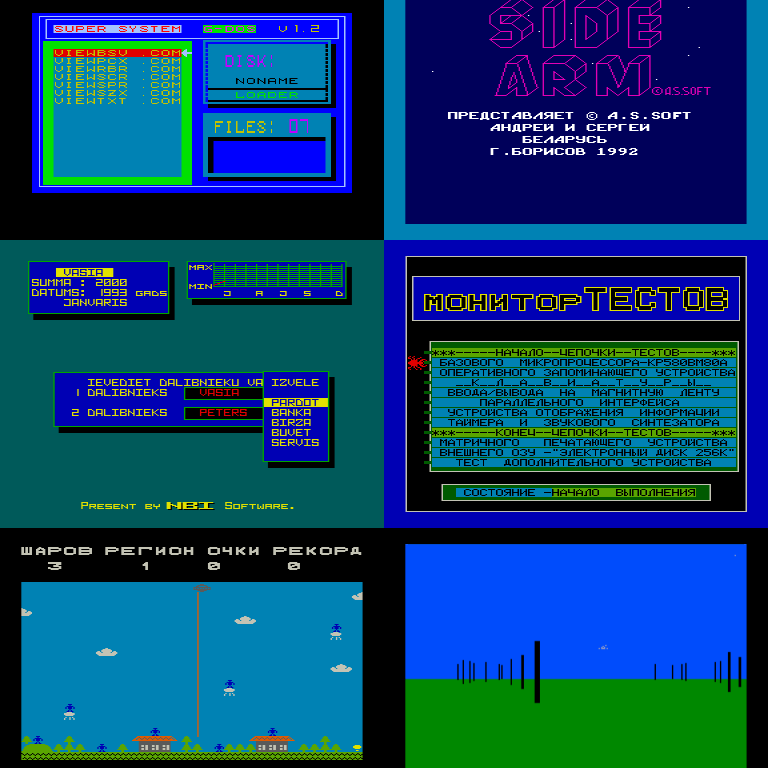 SUPER SYSTEM V 1.2
VIEWBSV .COM
VIEWPCX .COM
VIEWRBR .COM
VIEWSCR .COM
VIEWSPR .COM
VIEWSZX .COM
VIEWTXT .COM
DISK
NONAME
LOADER
FILES: 07
SIDE
ARM
© A.S.SOFT
ПРЕДСТАВЛЯЕТ © A.S.SOFT
АНДРЕЙ И СЕРГЕЙ
БЕЛАРУСЬ
Г.БОРИСОВ 1992
VASIA
SUMMA : 2000
DATUMS: 1993 GADS
JANVARIS
MAX
MIN
J A J S D
IEVEDIET DALIBNIEKU VA
1 DALIBNIEKS VASIA
2 DALIBNIEKS PETERS
IZVELE
PARDOT
BANKA
BIRZA
BUVET
SERVIS
PRESENT BY NBI SOFTWARE.
МОНИТОР ТЕСТОВ
***------НАЧАЛО--ЦЕПОЧКИ--ТЕСТОВ----***
БАЗОВОГО МИКРОПРОЦЕССОРА-КР580ВМ80А
ОПЕРАТИВНОГО ЗАПОМИНАЮЩЕГО УСТРОЙСТВА
__К__Л__А__В__И__А__Т__У__Р__Ы__
ВВОДА/ВЫВОДА НА МАГНИТНУЮ ЛЕНТУ
ПАРАЛЛЕЛЬНОГО ИНТЕРФЕЙСА
УСТРОЙСТВА ОТОБРАЖЕНИЯ ИНФОРМАЦИИ
ТАЙМЕРА И ЗВУКОВОГО СИНТЕЗАТОРА
***------КОНЕЦ--ЦЕПОЧКИ--ТЕСТОВ-----***
МАТРИЧНОГО ПЕЧАТАЮЩЕГО УСТРОЙСТВА
ВНЕШНЕГО ОЗУ -"ЭЛЕКТРОННЫЙ ДИСК 256К"
ТЕСТ ДОПОЛНИТЕЛЬНОГО УСТРОЙСТВА
СОСТОЯНИЕ -НАЧАЛО ВЫПОЛНЕНИЯ
ШАРОВ РЕГИОН ОЧКИ РЕКОРД
3 1 0 0